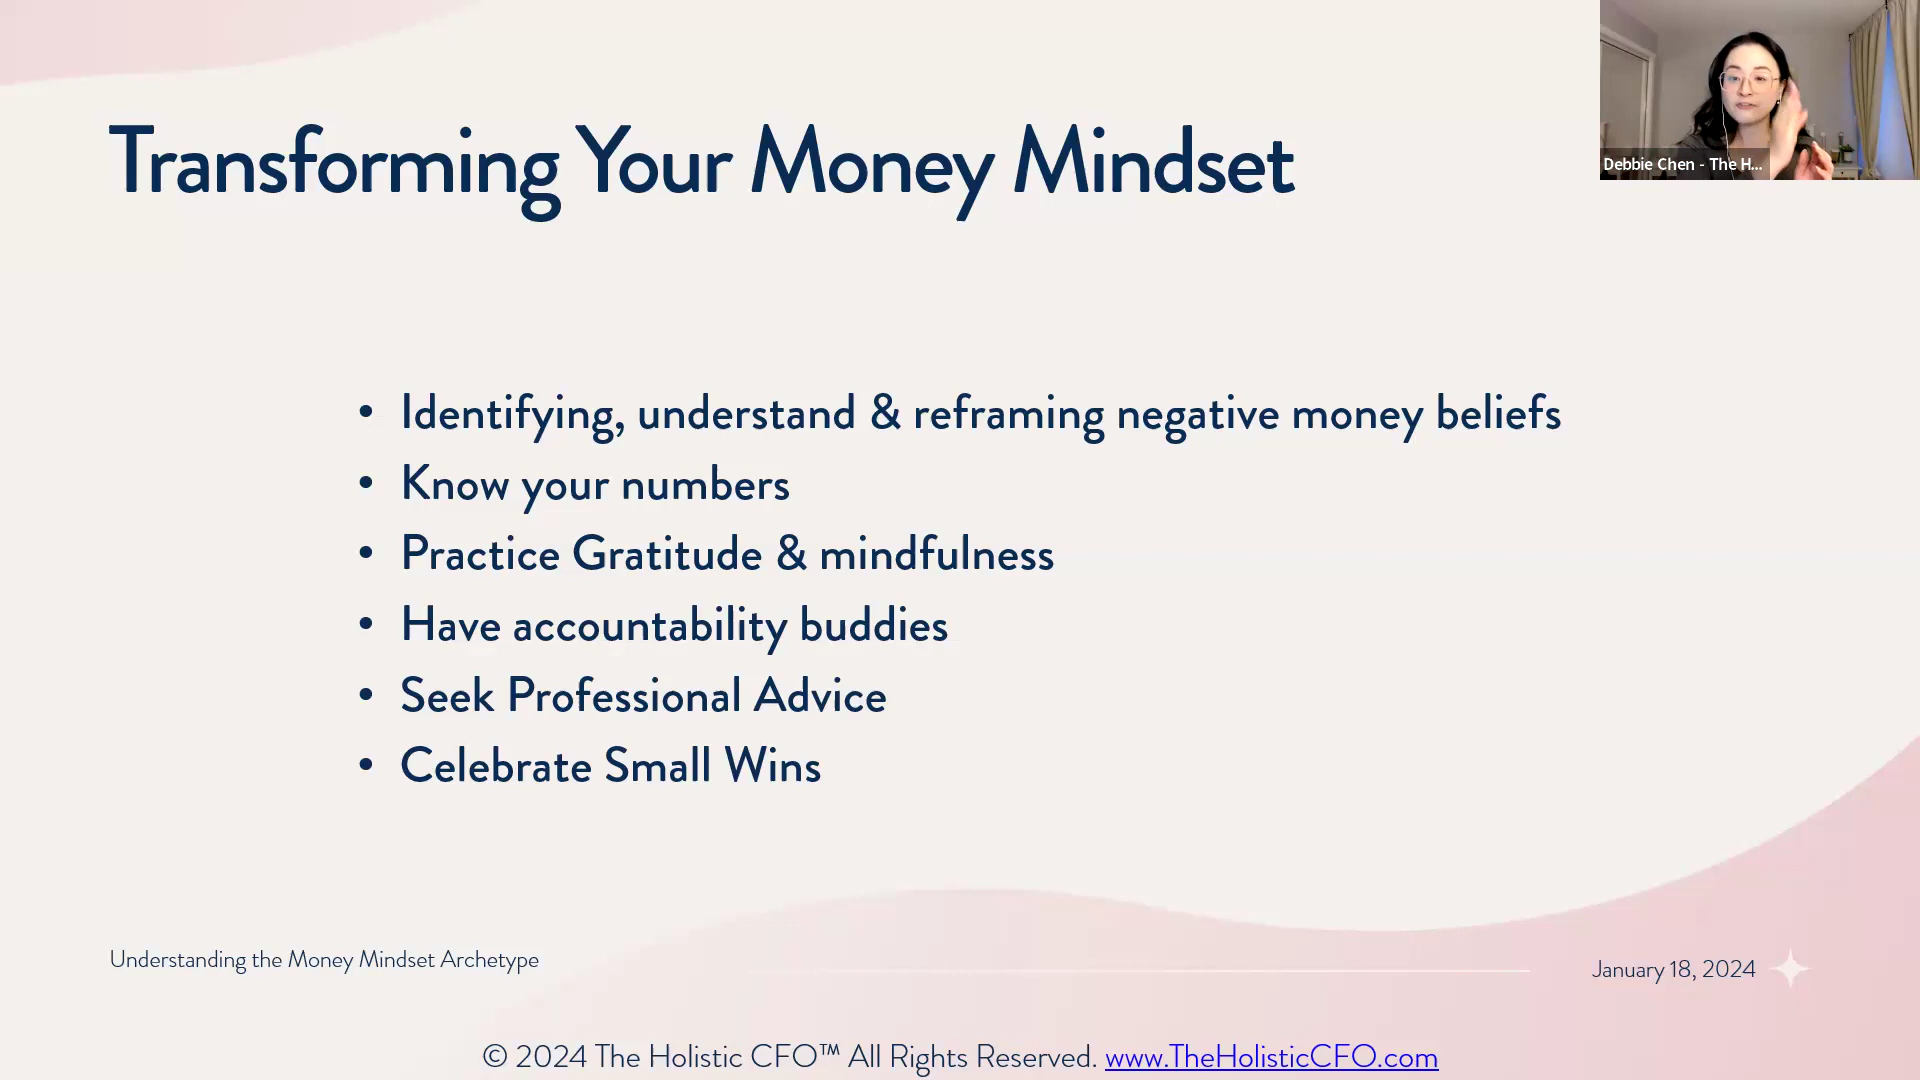 Transforming Your Money Mindset
Debbie Chen - The H...
• Identifying, understand & reframing negative money beliefs
• Know your numbers
• Practice Gratitude & mindfulness
• Have accountability buddies
• Seek Professional Advice
• Celebrate Small Wins
Understanding the Money Mindset Archetype
January 18, 2024
© 2024 The Holistic CFO™ All Rights Reserved. www.TheHolisticCFO.com